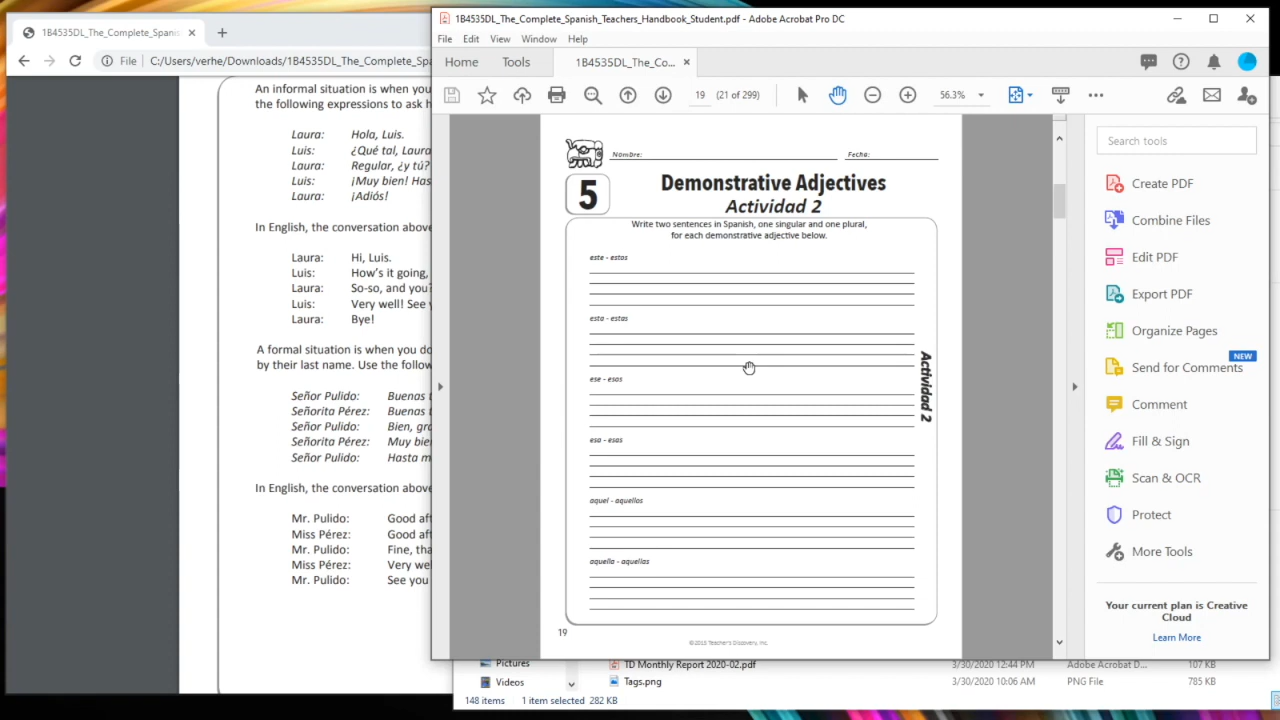 1B4535DL_The_Complete_Spanis
File
C:/Users/verhe/Downloads/1B4535DL_The_Complete_Spa
An informal situation is when you
the following expressions to ask h
Laura: Hola, Luis.
Luis: ¿Qué tal, Laura
Laura: Regular, ¿y tú?
Luis: ¡Muy bien! Has
Laura: ¡Adiós!
In English, the conversation above
Laura: Hi, Luis.
Luis: How's it going,
Laura: So-so, and you?
Luis: Very well! See y
Laura: Bye!
A formal situation is when you do
by their last name. Use the follow
Señor Pulido: Buenas t
Señorita Pérez: Buenas t
Señor Pulido: Bien, gra
Señorita Pérez: Muy bie
Señor Pulido: Hasta m
In English, the conversation above
Mr. Pulido: Good aft
Miss Pérez: Good aft
Mr. Pulido: Fine, tha
Miss Pérez: Very wel
Mr. Pulido: See you
1B4535DL_The_Complete_Spanish_Teachers_Handbook_Student.pdf - Adobe Acrobat Pro DC
File Edit View Window Help
Home Tools 1B4535DL_The_Co...
19 (21 of 299) 56.3%
Nombre: Fecha:
5
Demonstrative Adjectives
Actividad 2
Write two sentences in Spanish, one singular and one plural,
for each demonstrative adjective below.
este - estos
esta - estas
ese - esos
esa - esas
aquel - aquellos
aquella - aquellas
Actividad 2
19
©2015 Teacher's Discovery, Inc.
Search tools
Create PDF
Combine Files
Edit PDF
Export PDF
Organize Pages
NEW
Send for Comments
Comment
Fill & Sign
Scan & OCR
Protect
More Tools
Your current plan is Creative
Cloud
Learn More
Pictures
Videos
TD Monthly Report 2020-02.pdf 3/30/2020 12:44 PM Adobe Acrobat D... 107 KB
Tags.png 3/30/2020 10:06 AM PNG File 785 KB
148 items 1 item selected 282 KB